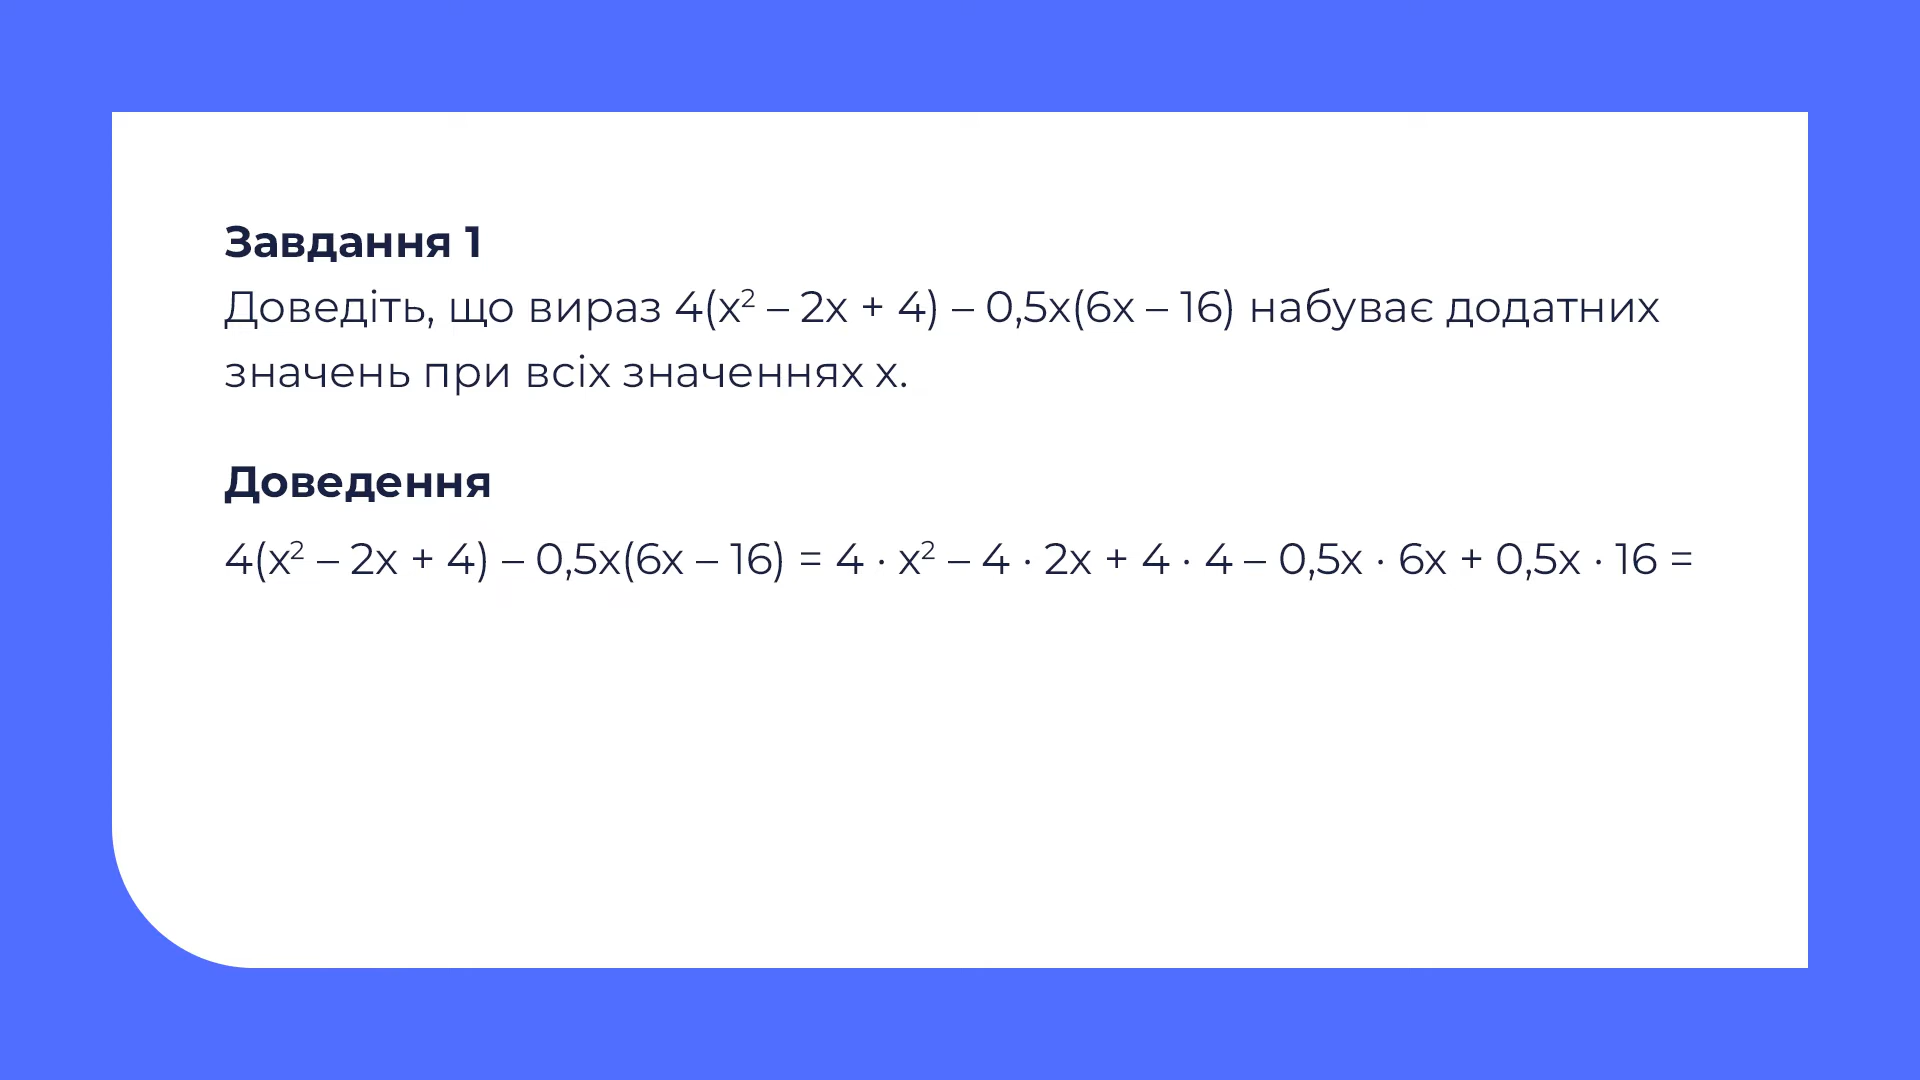 Завдання 1
Доведіть, що вираз 4(x² – 2x + 4) – 0,5x(6x – 16) набуває додатних
значень при всіх значеннях x.
Доведення
4(x² – 2x + 4) – 0,5x(6x – 16) = 4 · x² – 4 · 2x + 4 · 4 – 0,5x · 6x + 0,5x · 16 =